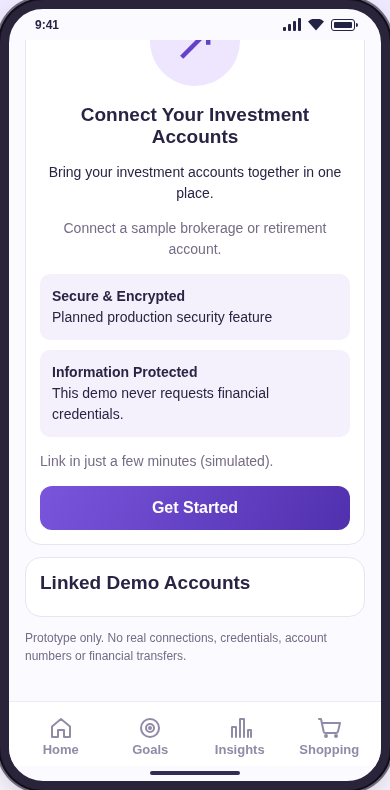 9:41
Connect Your Investment
Accounts
Bring your investment accounts together in one
place.
Connect a sample brokerage or retirement
account.
Secure & Encrypted
Planned production security feature
Information Protected
This demo never requests financial
credentials.
Link in just a few minutes (simulated).
Get Started
Linked Demo Accounts
Prototype only. No real connections, credentials, account
numbers or financial transfers.
Home Goals Insights Shopping